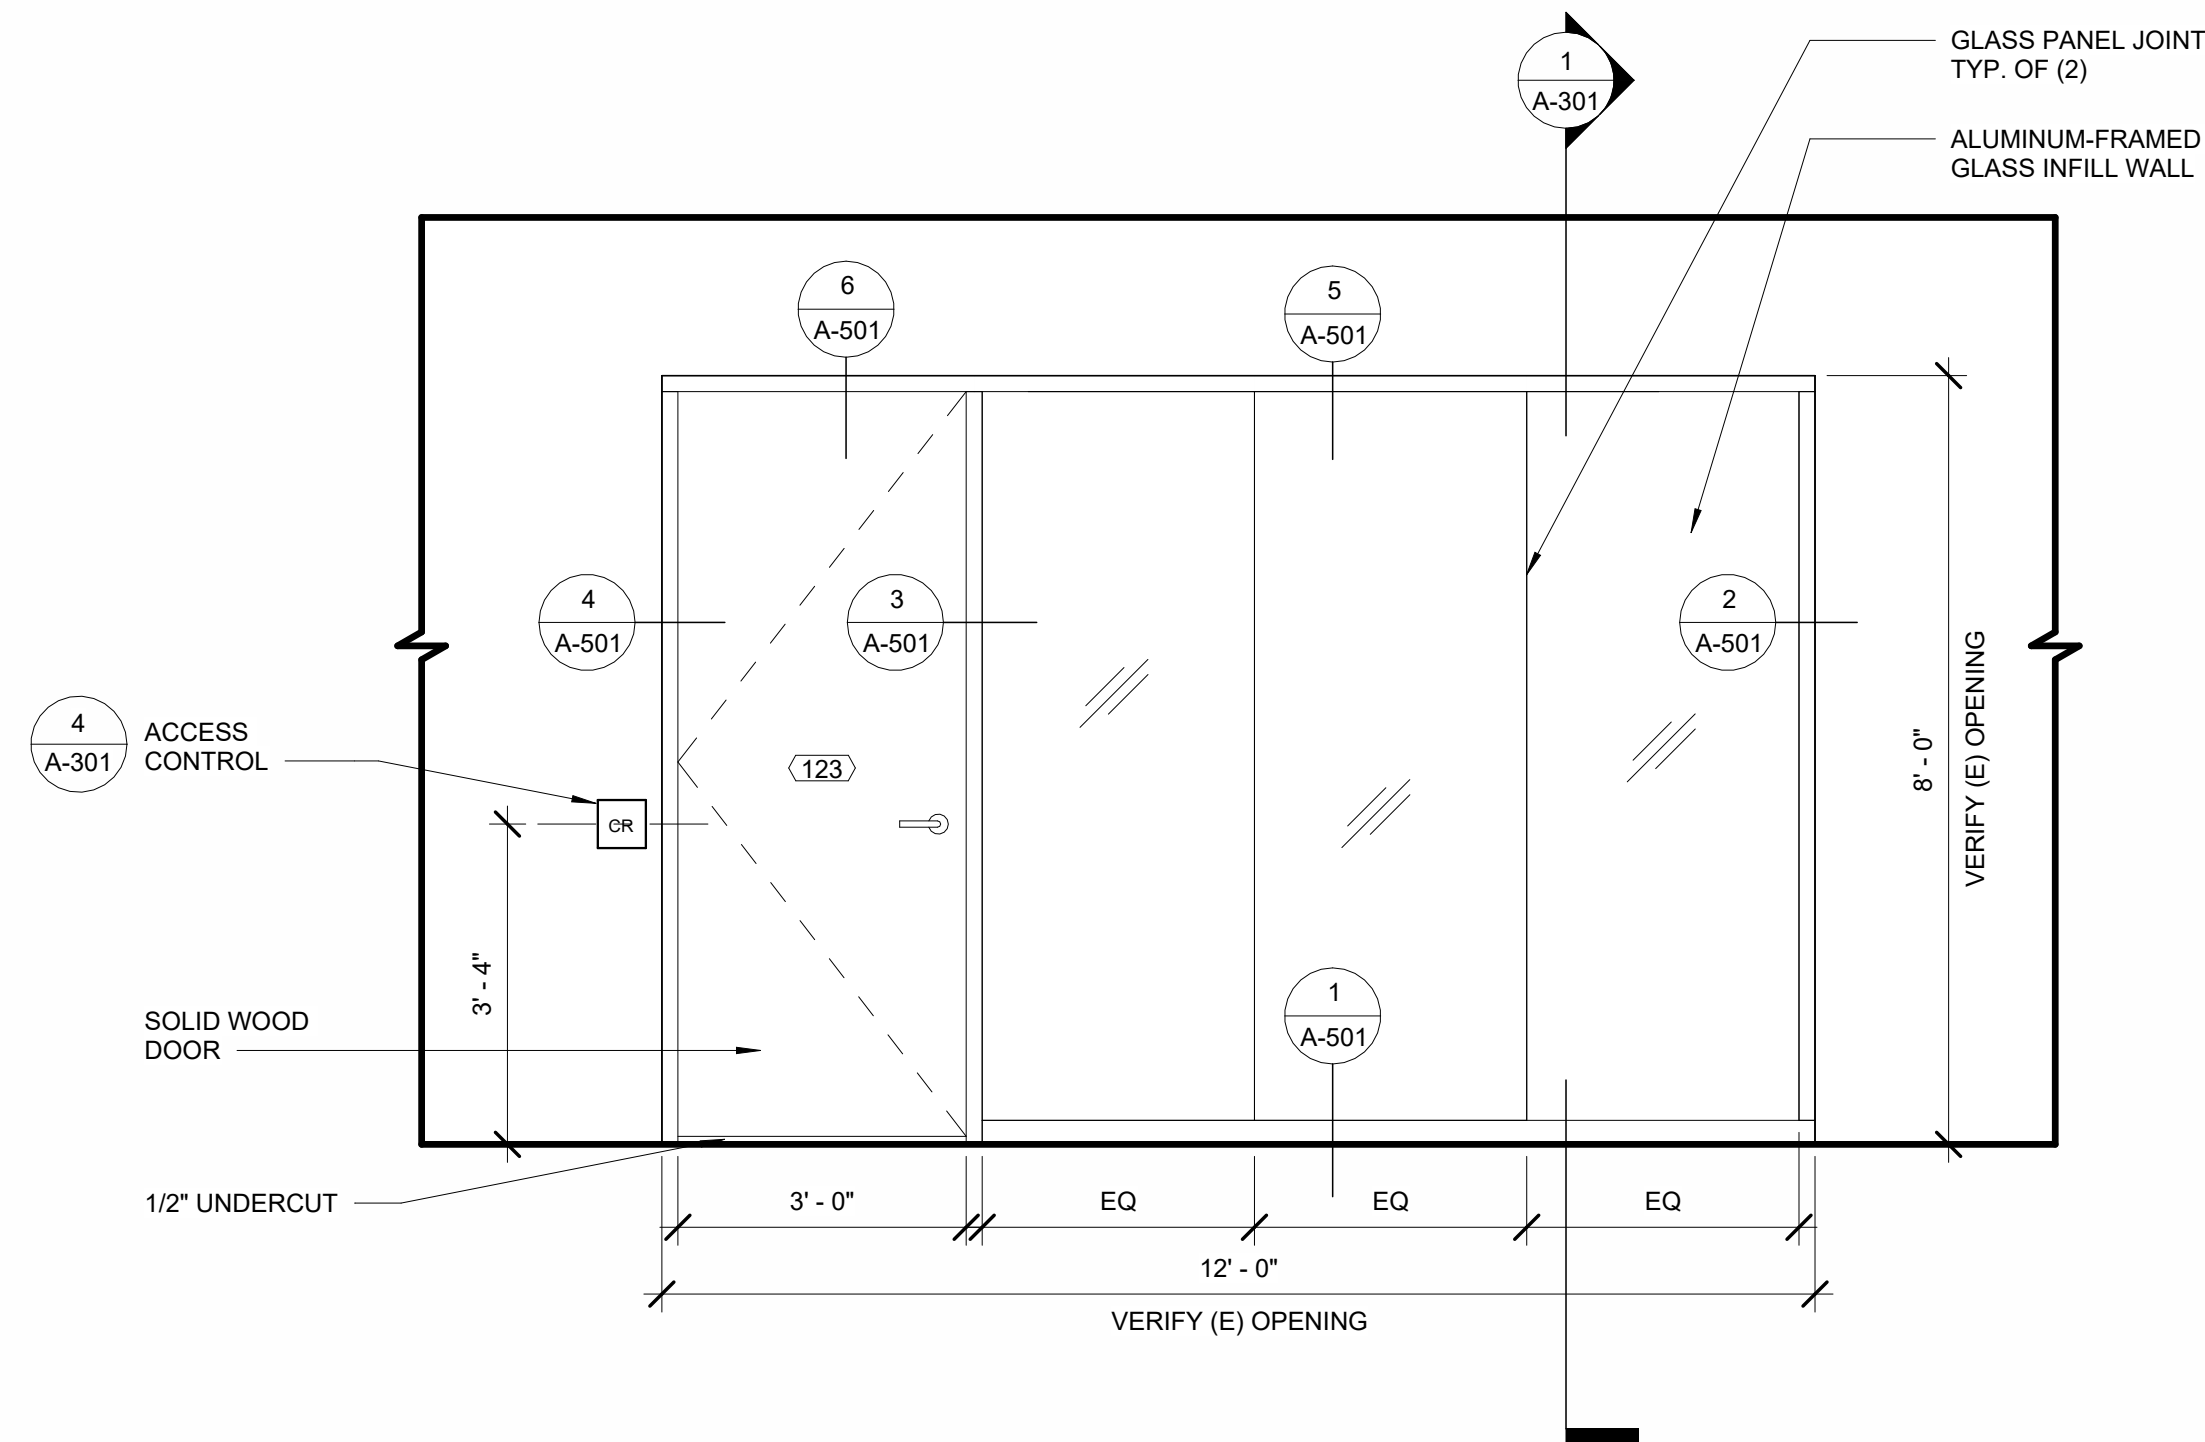 1
A-301
GLASS PANEL JOINT
TYP. OF (2)
ALUMINUM-FRAMED
GLASS INFILL WALL
6
A-501
5
A-501
4
A-501
3
A-501
2
A-501
4
A-301
ACCESS
CONTROL
CR
123
8' - 0"
VERIFY (E) OPENING
3' - 4"
SOLID WOOD
DOOR
1
A-501
1/2" UNDERCUT
3' - 0"
EQ
EQ
EQ
12' - 0"
VERIFY (E) OPENING